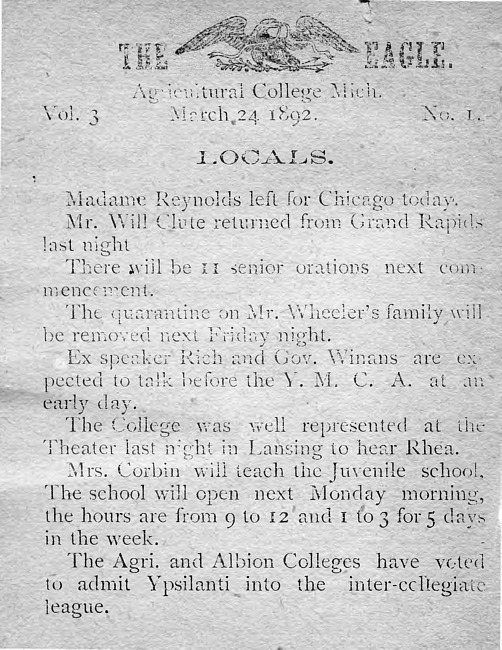 THE EAGLE.
Agricultural College Mich.
Vol. 3 March 24 1892. No. 1.
LOCALS.
Madame Reynolds left for Chicago today.
Mr. Will Clute returned from Grand Rapids
last night
There will be 11 senior orations next com-
mencement.
The quarantine on Mr. Wheeler's family will
be removed next Friday night.
Ex speaker Rich and Gov. Winans are ex-
pected to talk before the Y. M. C. A. at an
early day.
The College was well represented at the
Theater last night in Lansing to hear Rhea.
Mrs. Corbin will teach the Juvenile school,
The school will open next Monday morning,
the hours are from 9 to 12 and 1 to 3 for 5 days
in the week.
The Agri. and Albion Colleges have voted
to admit Ypsilanti into the inter-collegiate
league.